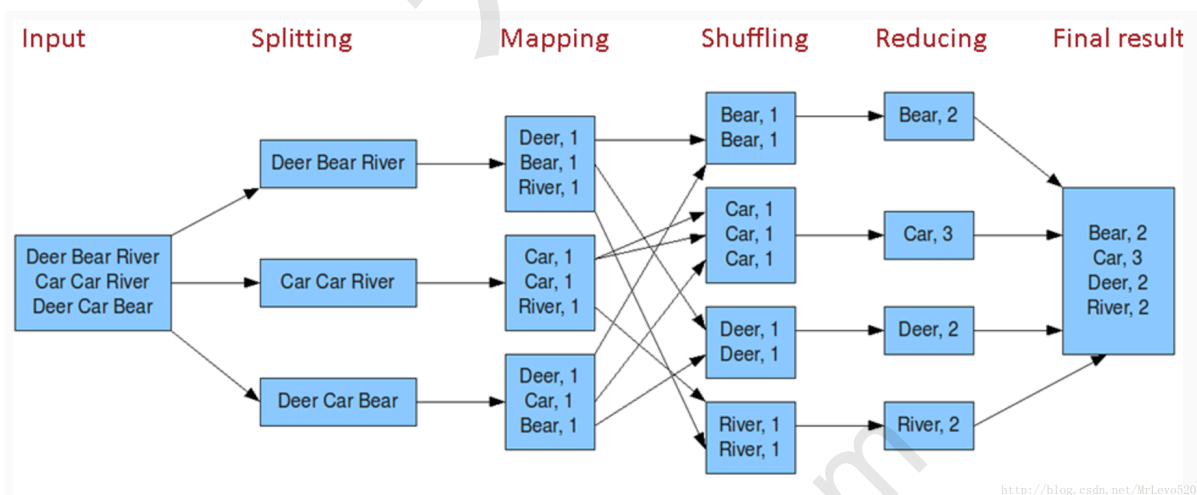 Input
Splitting
Mapping
Shuffling
Reducing
Final result
Deer Bear River
Car Car River
Deer Car Bear
Deer Bear River
Car Car River
Deer Car Bear
Deer, 1
Bear, 1
River, 1
Car, 1
Car, 1
River, 1
Deer, 1
Car, 1
Bear, 1
Bear, 1
Bear, 1
Car, 1
Car, 1
Car, 1
Deer, 1
Deer, 1
River, 1
River, 1
Bear, 2
Car, 3
Deer, 2
River, 2
Bear, 2
Car, 3
Deer, 2
River, 2
http://blog.csdn.net/MrLevo520